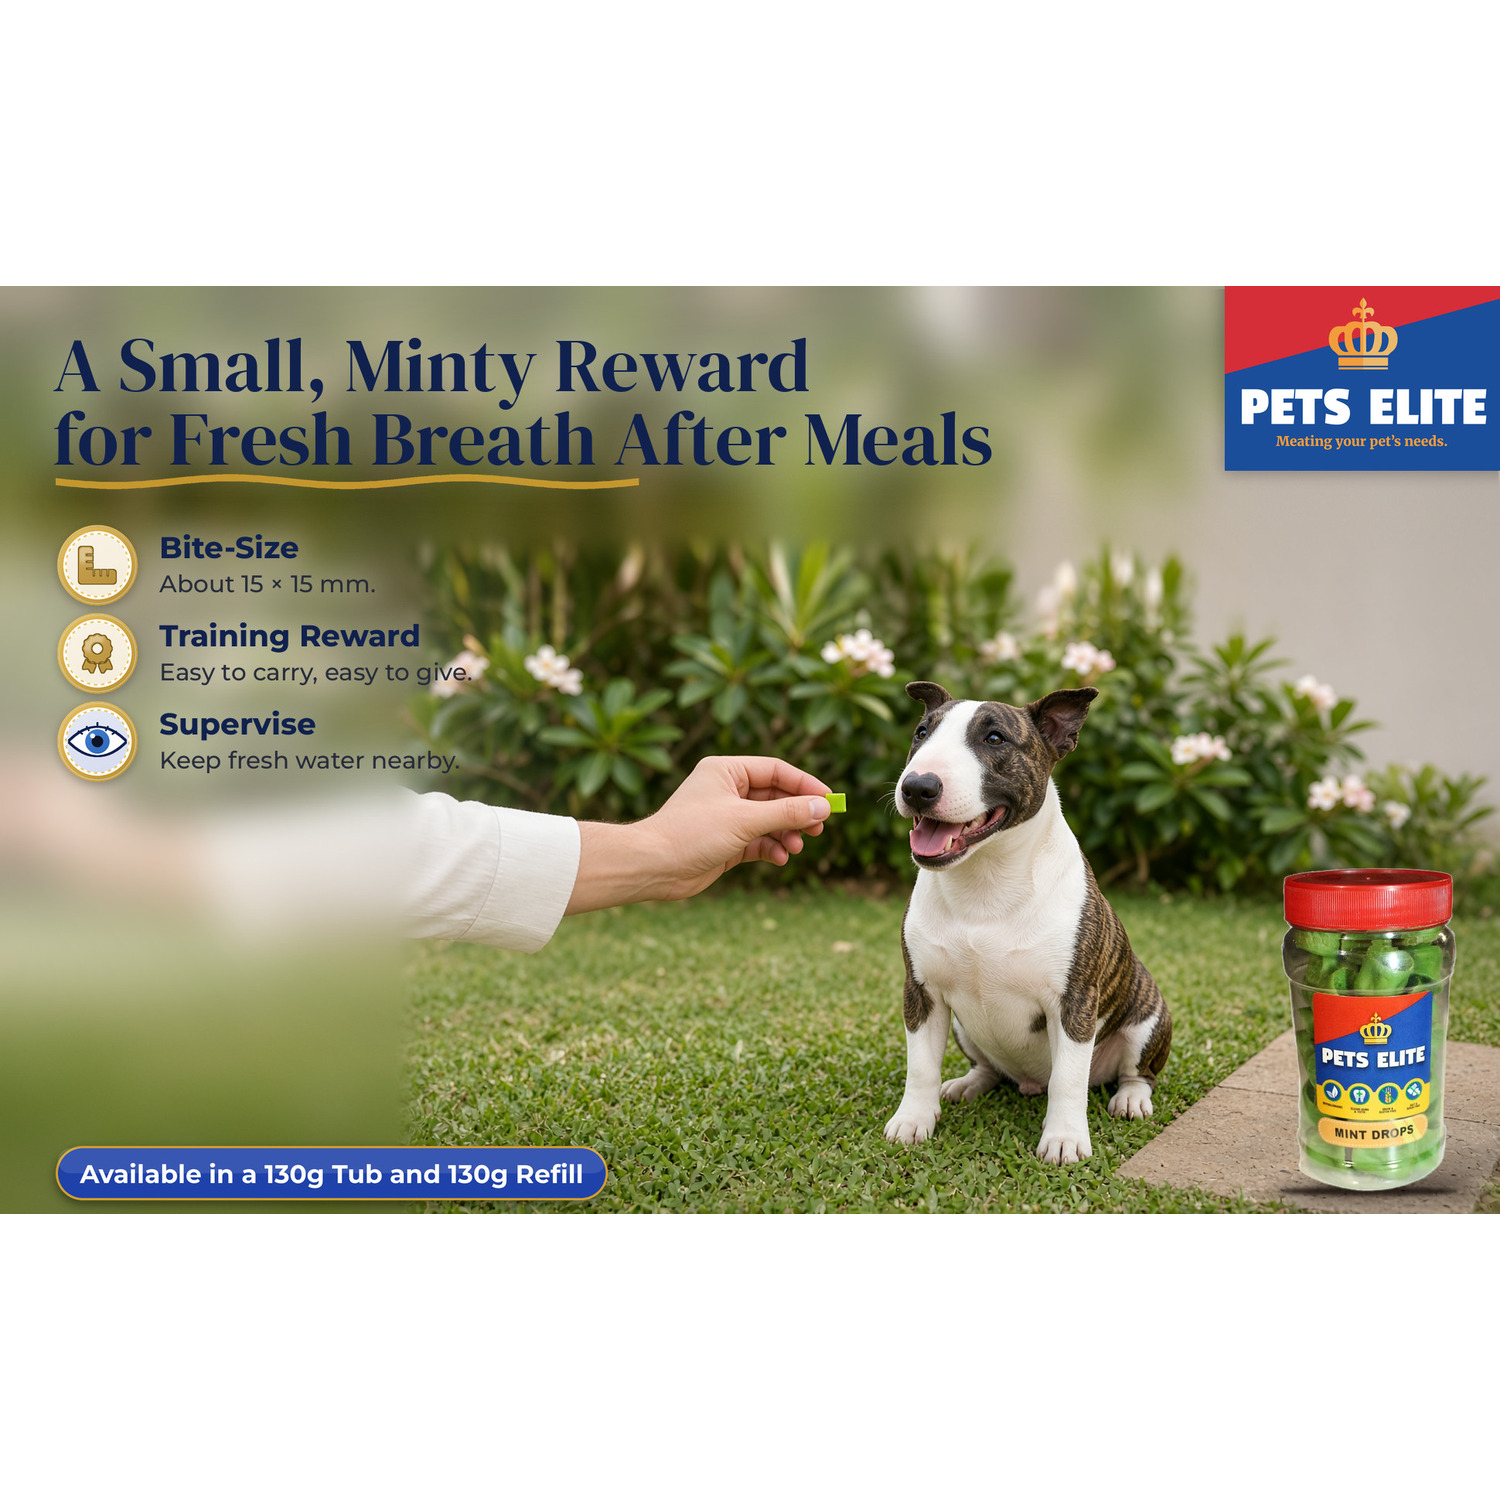 A Small, Minty Reward
for Fresh Breath After Meals
PETS ELITE
Meating your pet's needs.
Bite-Size
About 15 × 15 mm.
Training Reward
Easy to carry, easy to give.
Supervise
Keep fresh water nearby.
PETS ELITE
MINT DROPS
Available in a 130g Tub and 130g Refill